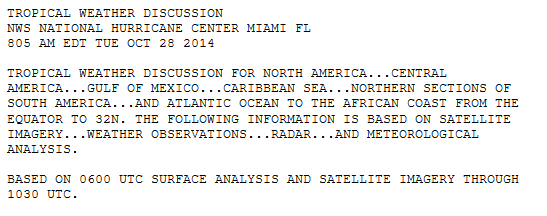 TROPICAL WEATHER DISCUSSION
NWS NATIONAL HURRICANE CENTER MIAMI FL
805 AM EDT TUE OCT 28 2014
TROPICAL WEATHER DISCUSSION FOR NORTH AMERICA...CENTRAL
AMERICA...GULF OF MEXICO...CARIBBEAN SEA...NORTHERN SECTIONS OF
SOUTH AMERICA...AND ATLANTIC OCEAN TO THE AFRICAN COAST FROM THE
EQUATOR TO 32N. THE FOLLOWING INFORMATION IS BASED ON SATELLITE
IMAGERY...WEATHER OBSERVATIONS...RADAR...AND METEOROLOGICAL
ANALYSIS.
BASED ON 0600 UTC SURFACE ANALYSIS AND SATELLITE IMAGERY THROUGH
1030 UTC.